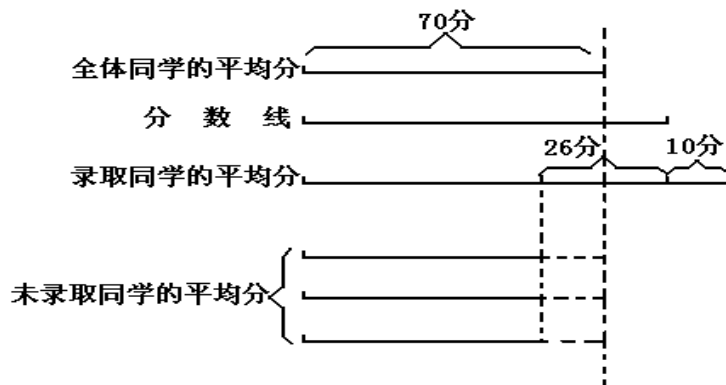 70分
全体同学的平均分
分 数 线
26分 10分
录取同学的平均分
未录取同学的平均分